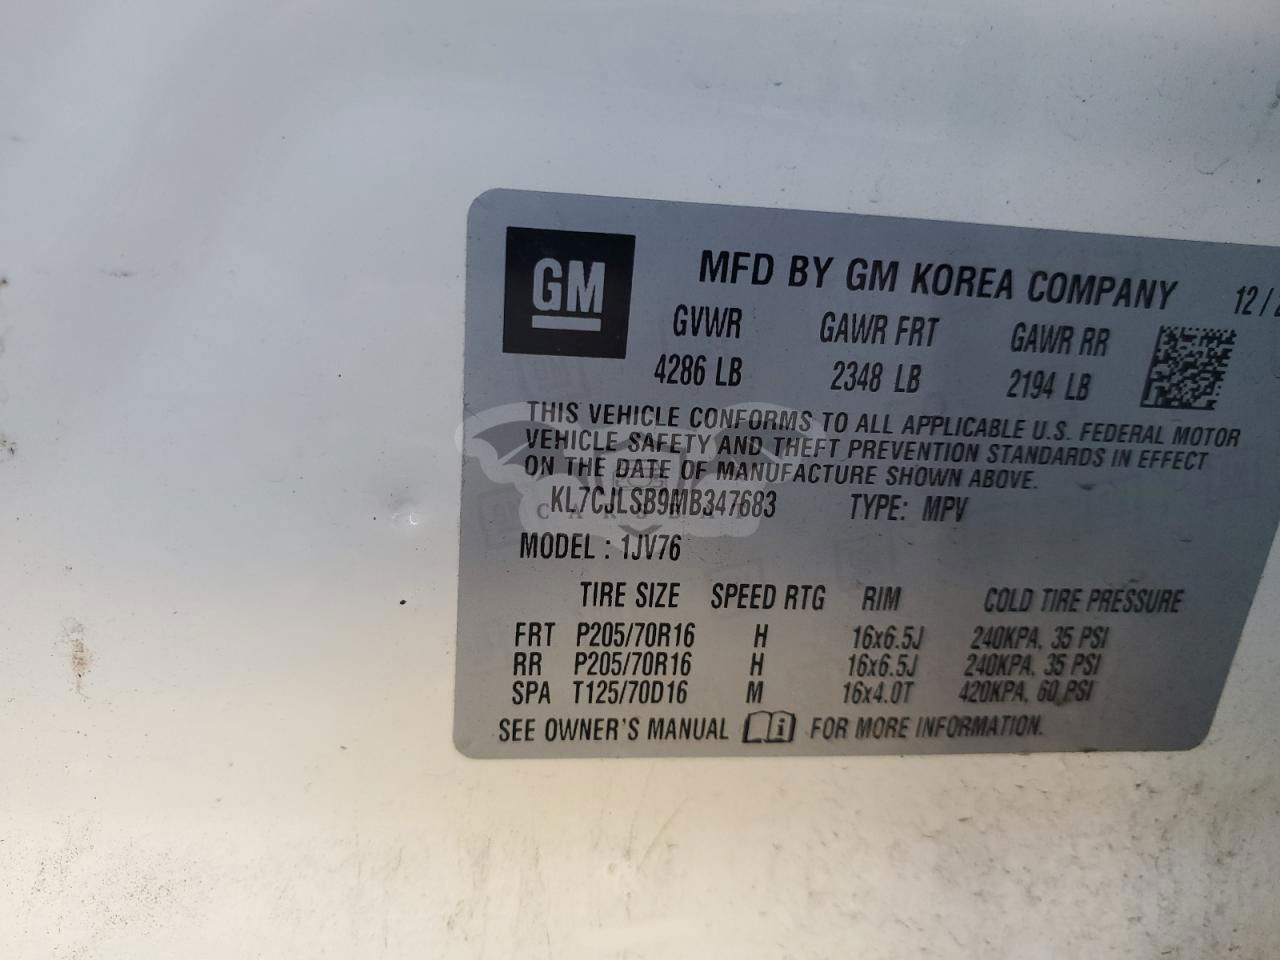 GM
MFD BY GM KOREA COMPANY 12/
GVWR GAWR FRT GAWR RR
4286 LB 2348 LB 2194 LB
THIS VEHICLE CONFORMS TO ALL APPLICABLE U.S. FEDERAL MOTOR
VEHICLE SAFETY AND THEFT PREVENTION STANDARDS IN EFFECT
ON THE DATE OF MANUFACTURE SHOWN ABOVE.
KL7CJLSB9MB347683 TYPE: MPV
MODEL : 1JV76
TIRE SIZE SPEED RTG RIM COLD TIRE PRESSURE
FRT P205/70R16 H 16x6.5J 240KPA, 35 PSI
RR P205/70R16 H 16x6.5J 240KPA, 35 PSI
SPA T125/70D16 M 16x4.0T 420KPA, 60 PSI
SEE OWNER'S MANUAL i FOR MORE INFORMATION.